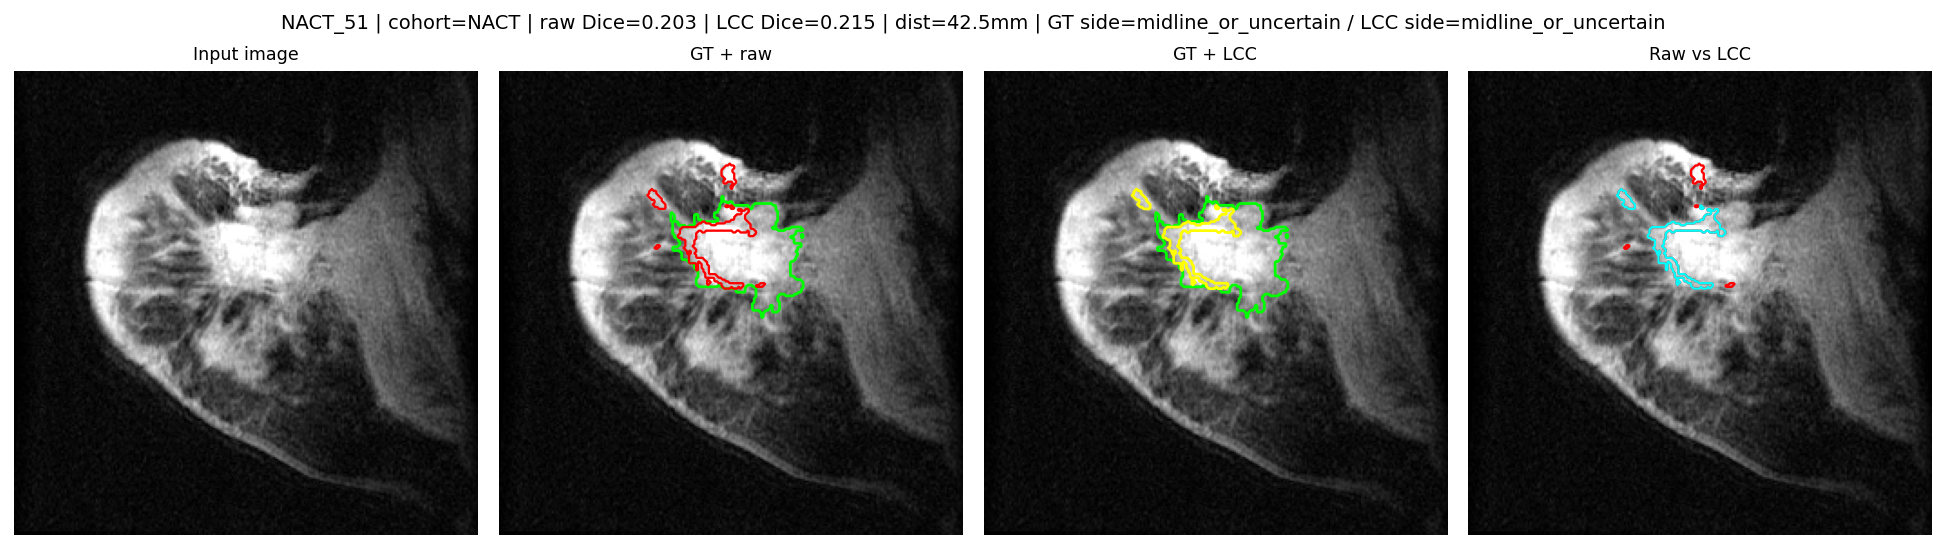 NACT_51 | cohort=NACT | raw Dice=0.203 | LCC Dice=0.215 | dist=42.5mm | GT side=midline_or_uncertain / LCC side=midline_or_uncertain
Input image
GT + raw
GT + LCC
Raw vs LCC